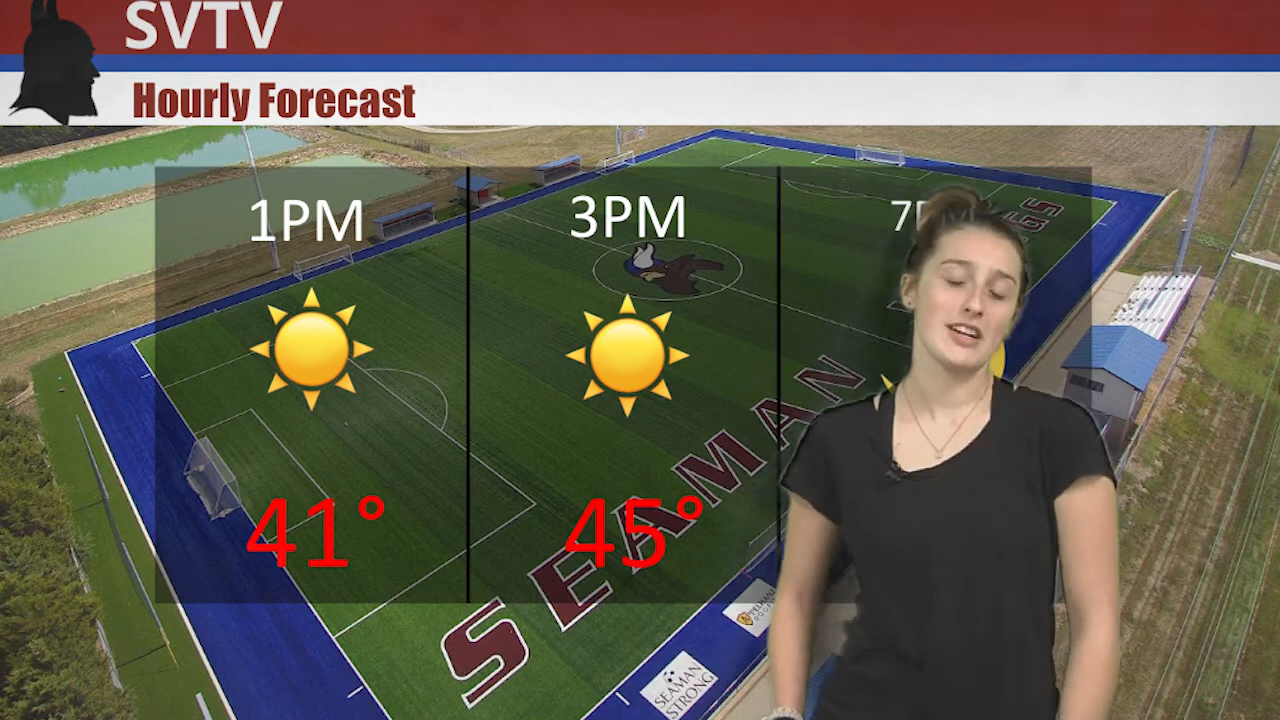 SVTV
Hourly Forecast
1PM
3PM
41°
45°
SEAMAN
SEAMAN
STRONG